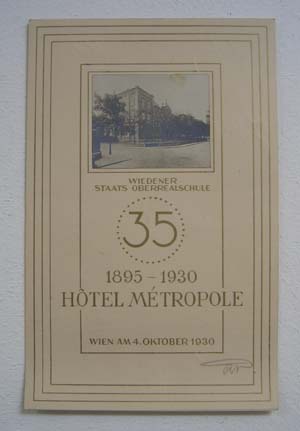 WIEDENER
STAATS OBERREALSCHULE
35
1895 – 1930
HÔTEL MÉTROPOLE
WIEN AM 4. OKTOBER 1930